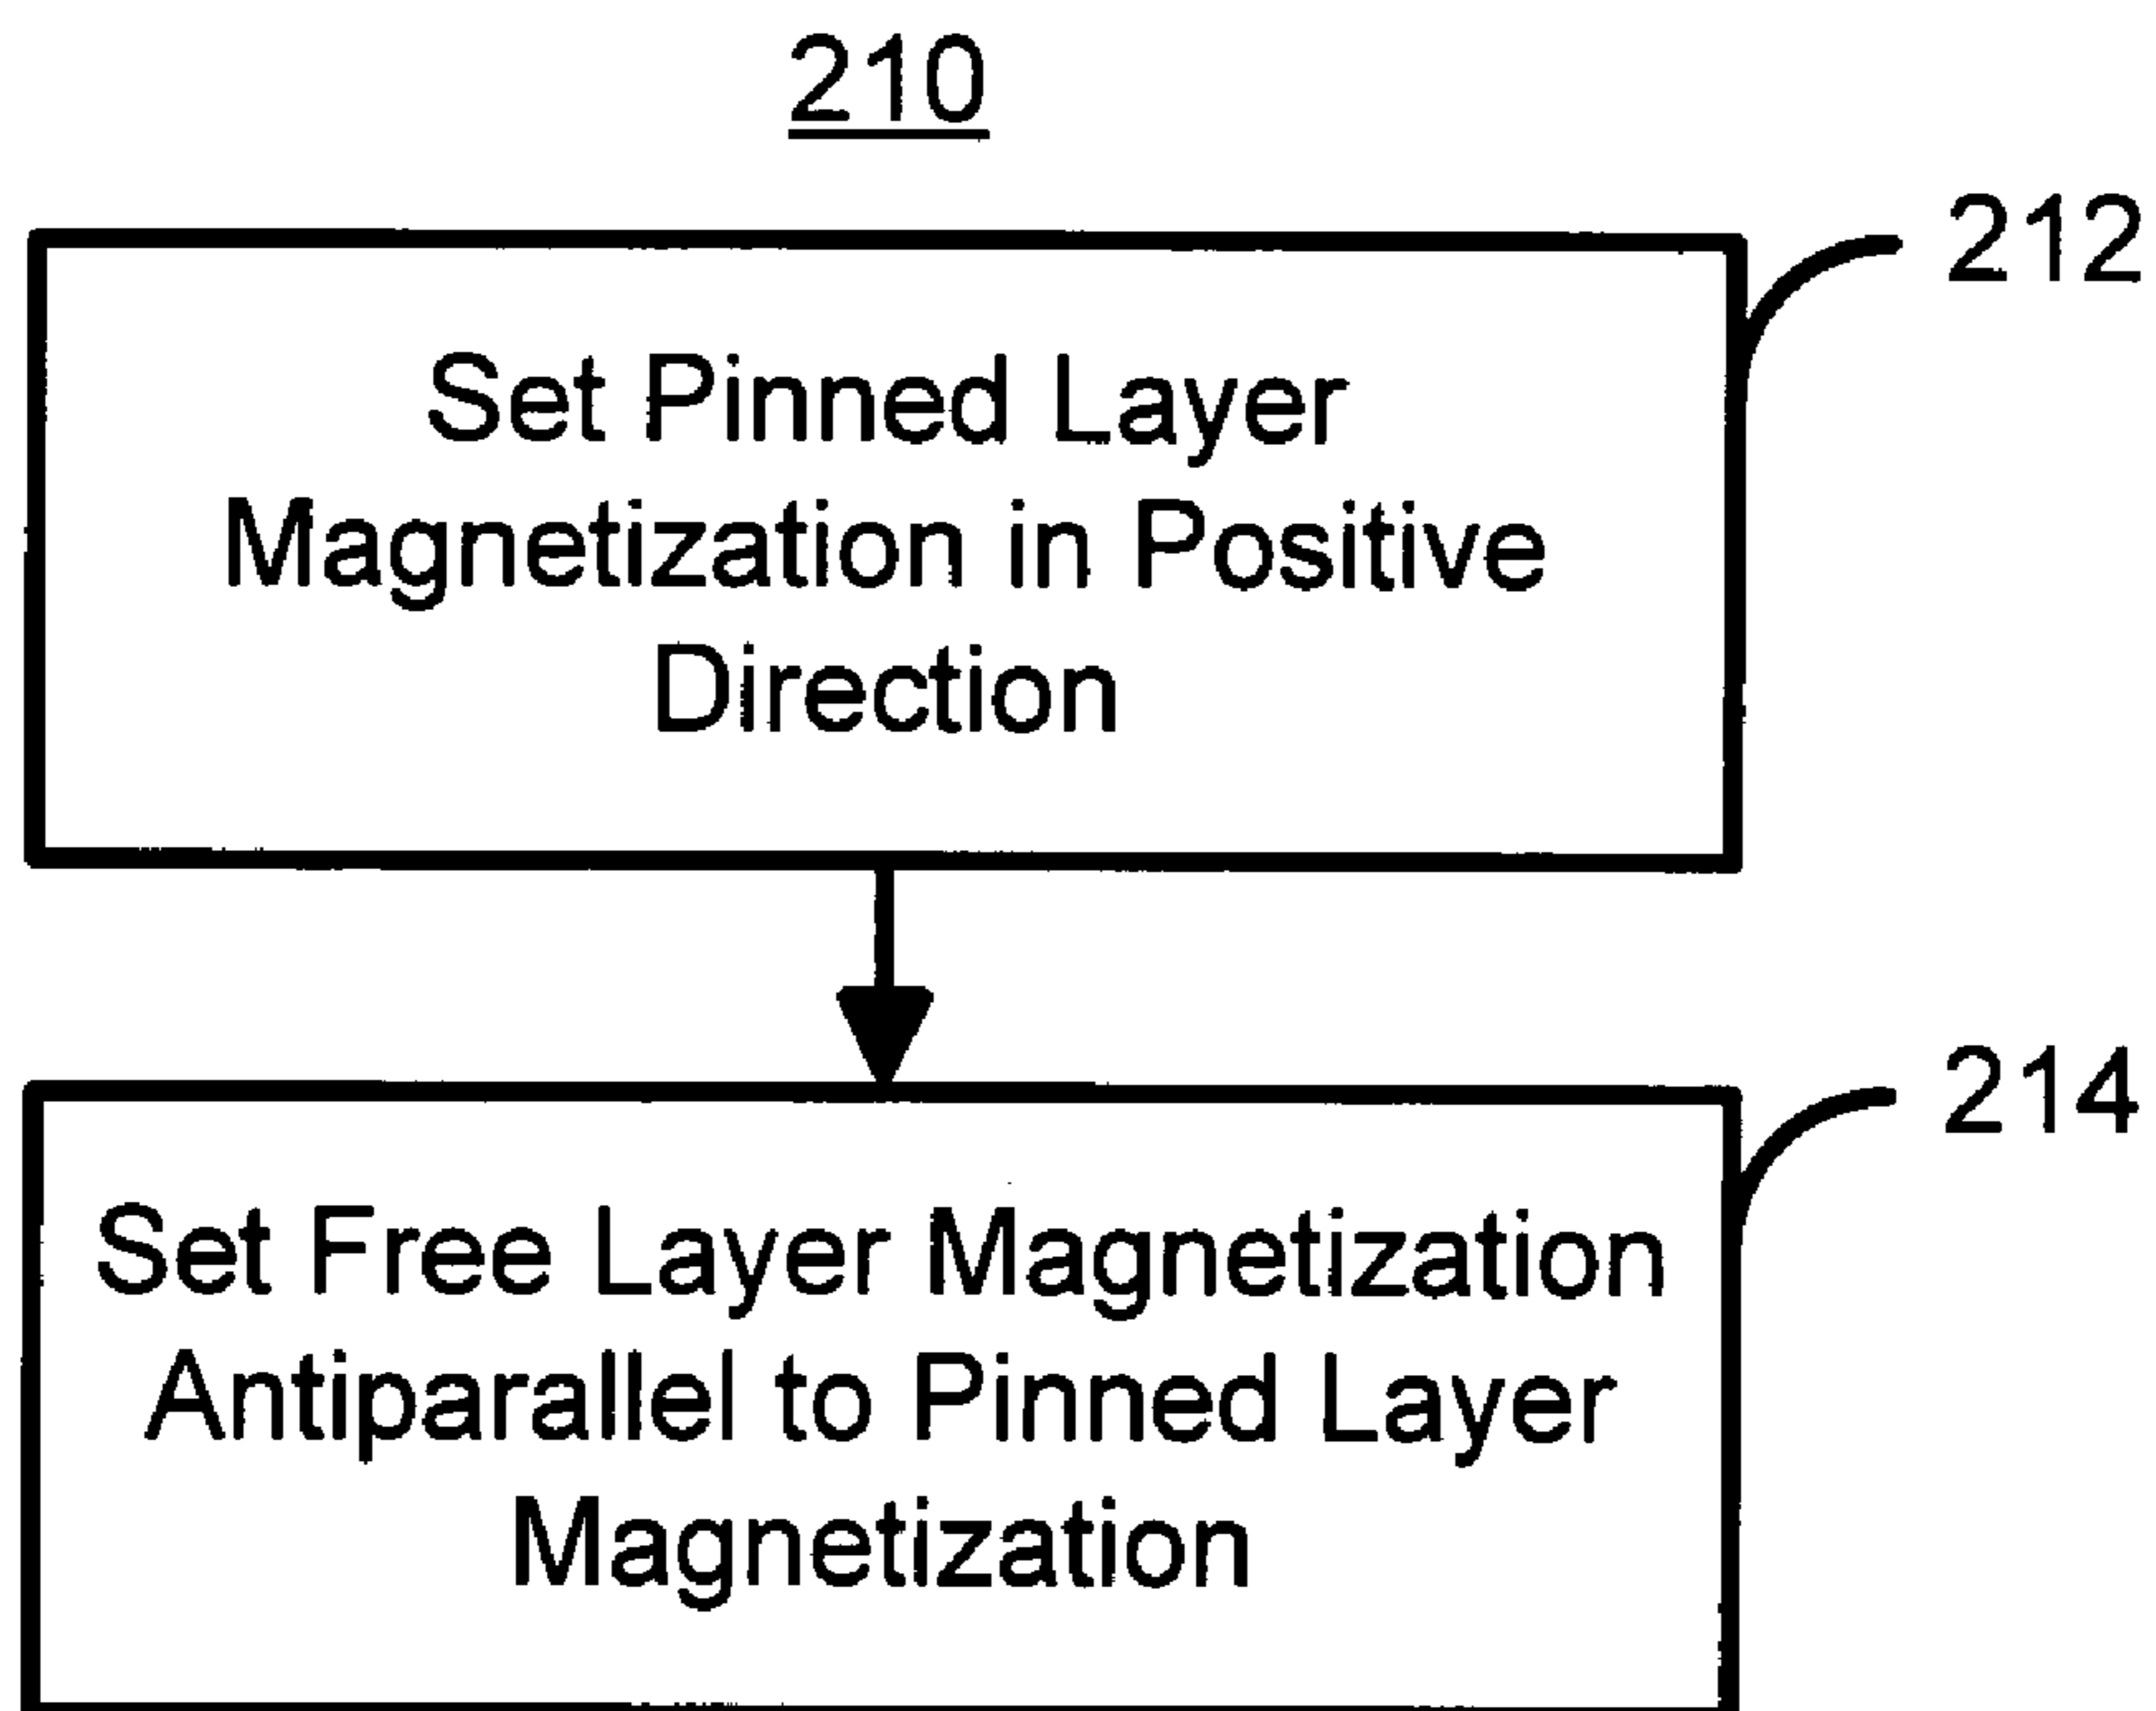 210
212
Set Pinned Layer
Magnetization in Positive
Direction
214
Set Free Layer Magnetization
Antiparallel to Pinned Layer
Magnetization